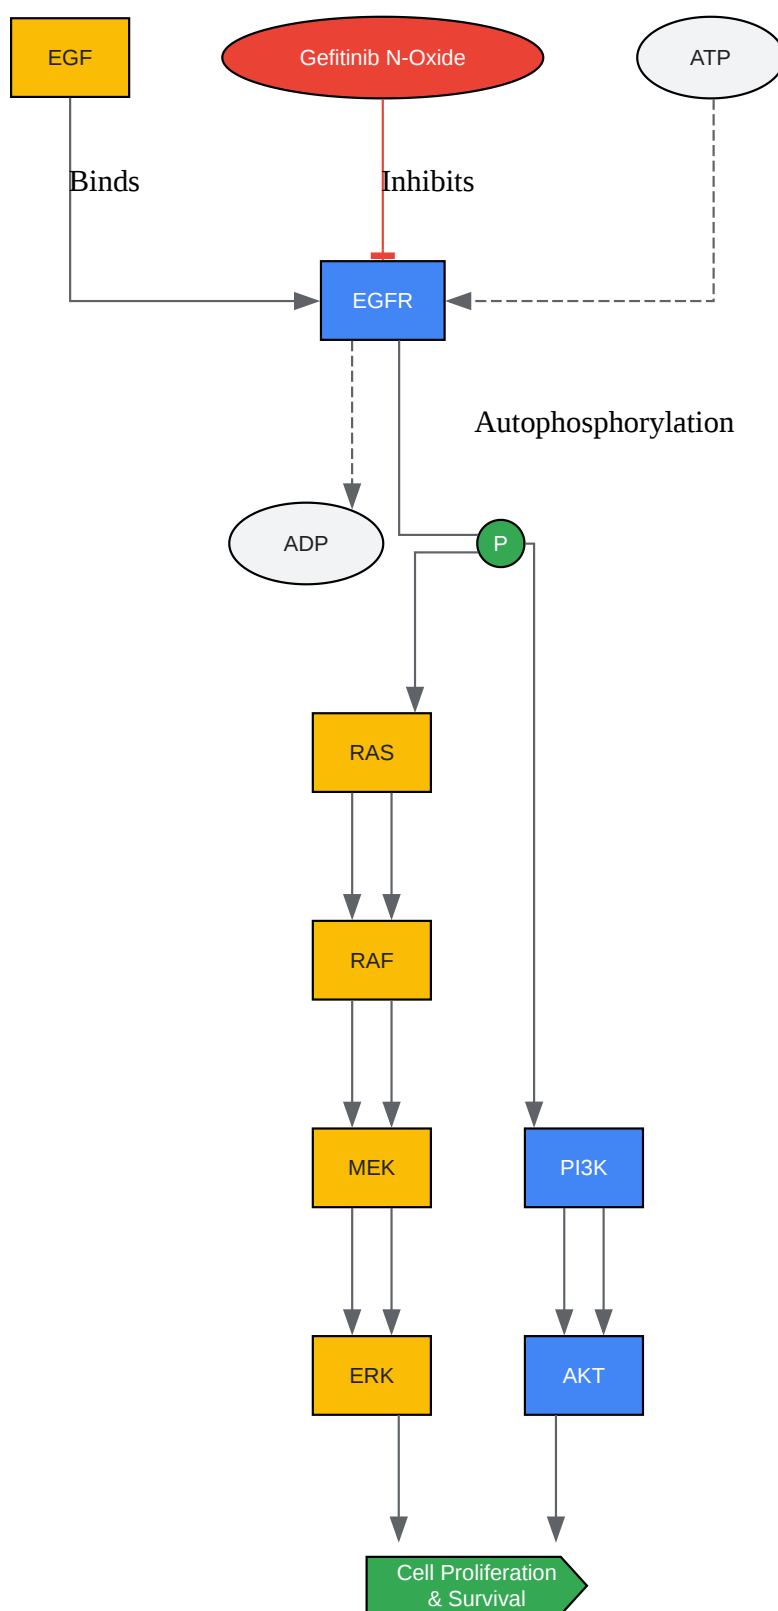 EGF
Gefitinib N-Oxide
ATP
Binds
Inhibits
EGFR
Autophosphorylation
ADP
P
RAS
RAF
MEK
PI3K
ERK
AKT
Cell Proliferation
& Survival